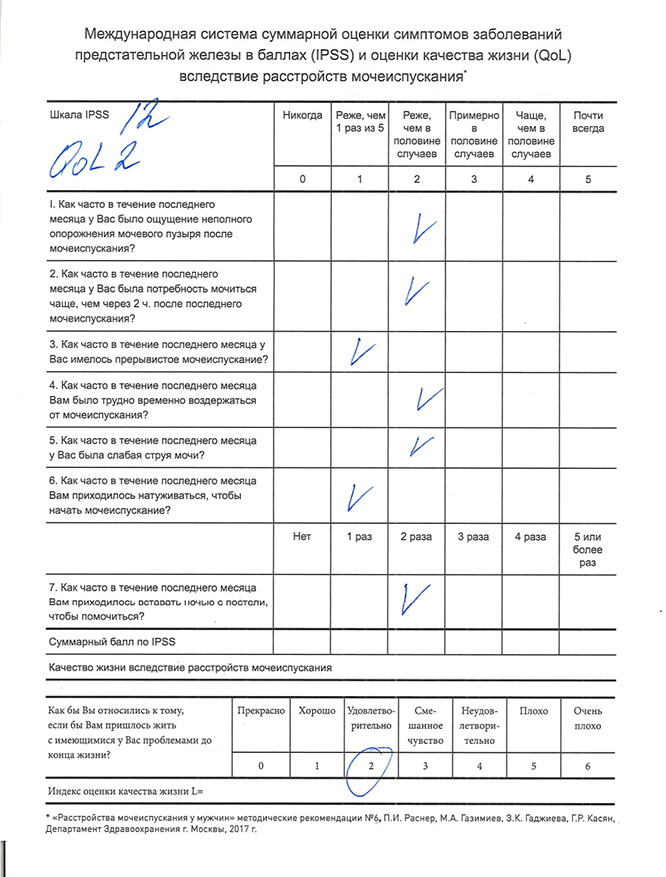 Международная система суммарной оценки симптомов заболеваний
предстательной железы в баллах (IPSS) и оценки качества жизни (QoL)
вследствие расстройств мочеиспускания*
Шкала IPSS 12
QoL 2
Никогда
Реже, чем
1 раз из 5
Реже,
чем в
половине
случаев
Примерно
в
половине
случаев
Чаще,
чем в
половине
случаев
Почти
всегда
0 1 2 3 4 5
I. Как часто в течение последнего
месяца у Вас было ощущение неполного
опорожнения мочевого пузыря после
мочеиспускания?
2. Как часто в течение последнего
месяца у Вас была потребность мочиться
чаще, чем через 2 ч. после последнего
мочеиспускания?
3. Как часто в течение последнего месяца у
Вас имелось прерывистое мочеиспускание?
4. Как часто в течение последнего месяца
Вам было трудно временно воздержаться
от мочеиспускания?
5. Как часто в течение последнего месяца
у Вас была слабая струя мочи?
6. Как часто в течение последнего месяца
Вам приходилось натуживаться, чтобы
начать мочеиспускание?
Нет
1 раз
2 раза
3 раза
4 раза
5 или
более
раз
7. Как часто в течение последнего месяца
Вам приходилось вставать ночью с постели,
чтобы помочиться?
Суммарный балл по IPSS
Качество жизни вследствие расстройств мочеиспускания
Как бы Вы относились к тому,
если бы Вам пришлось жить
с имеющимися у Вас проблемами до
конца жизни?
Прекрасно
Хорошо
Удовлетво-
рительно
Сме-
шанное
чувство
Неудов-
летвори-
тельно
Плохо
Очень
плохо
0 1 2 3 4 5 6
Индекс оценки качества жизни L=
* «Расстройства мочеиспускания у мужчин» методические рекомендации №6, П.И. Раснер, М.А. Газимиев, З.К. Гаджиева, Г.Р. Касян,
Департамент Здравоохранения г. Москвы, 2017 г.